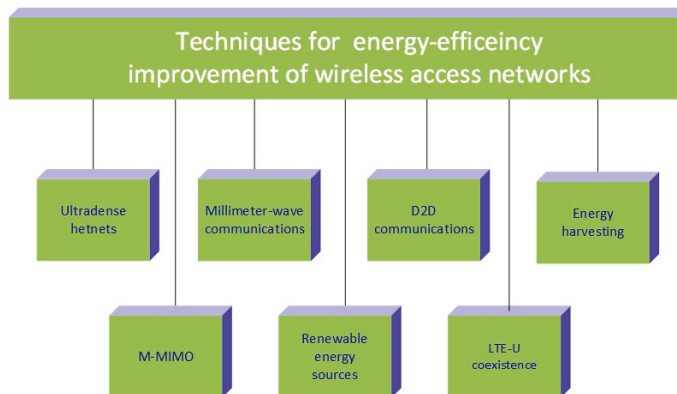 Techniques for energy-efficeincy
improvement of wireless access networks
Ultradense
hetnets
Millimeter-wave
communications
D2D
communications
Energy
harvesting
M-MIMO
Renewable
energy
sources
LTE-U
coexistence